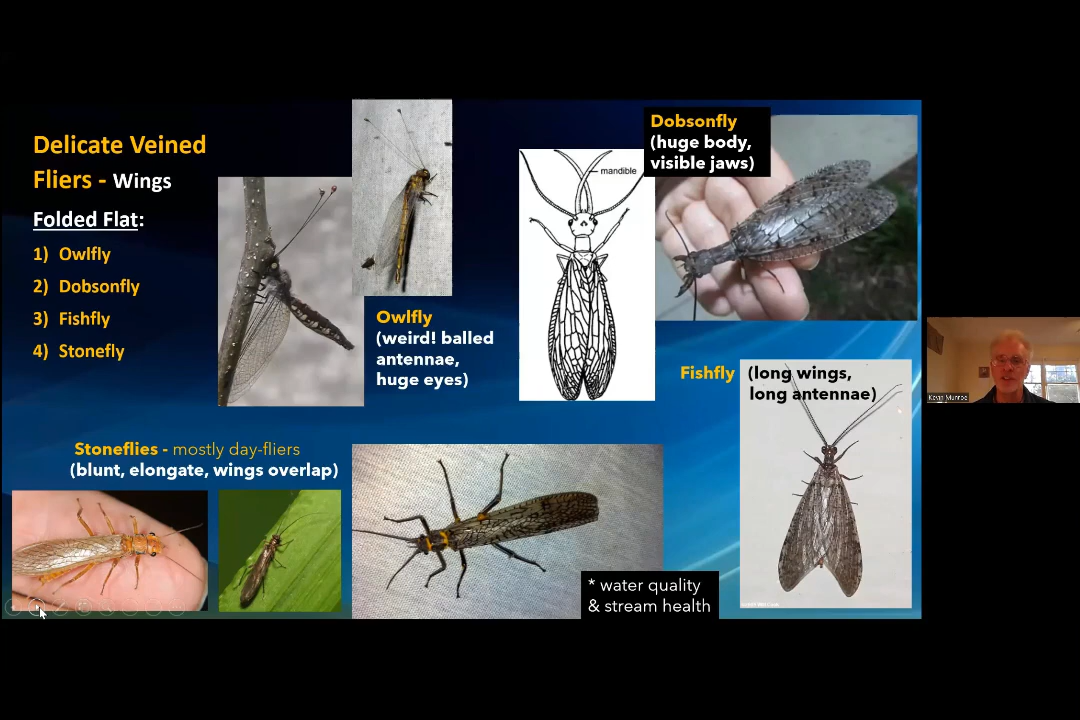 Delicate Veined
Fliers - Wings
Folded Flat:
1) Owlfly
2) Dobsonfly
3) Fishfly
4) Stonefly
Owlfly
(weird! balled
antennae,
huge eyes)
mandible
Dobsonfly
(huge body,
visible jaws)
Fishfly (long wings,
long antennae)
Stoneflies - mostly day-fliers
(blunt, elongate, wings overlap)
* water quality
& stream health
Kevin Munroe